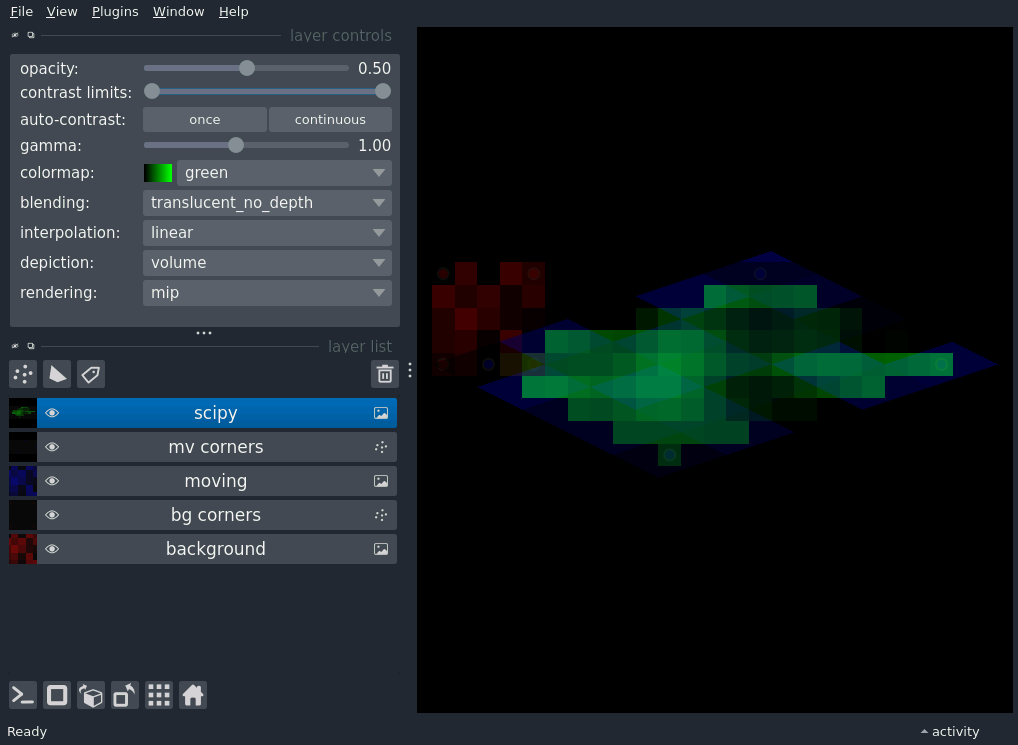 File View Plugins Window Help
layer controls
opacity: 0.50
contrast limits:
auto-contrast: once continuous
gamma: 1.00
colormap: green
blending: translucent_no_depth
interpolation: linear
depiction: volume
rendering: mip
layer list
scipy
mv corners
moving
bg corners
background
Ready activity